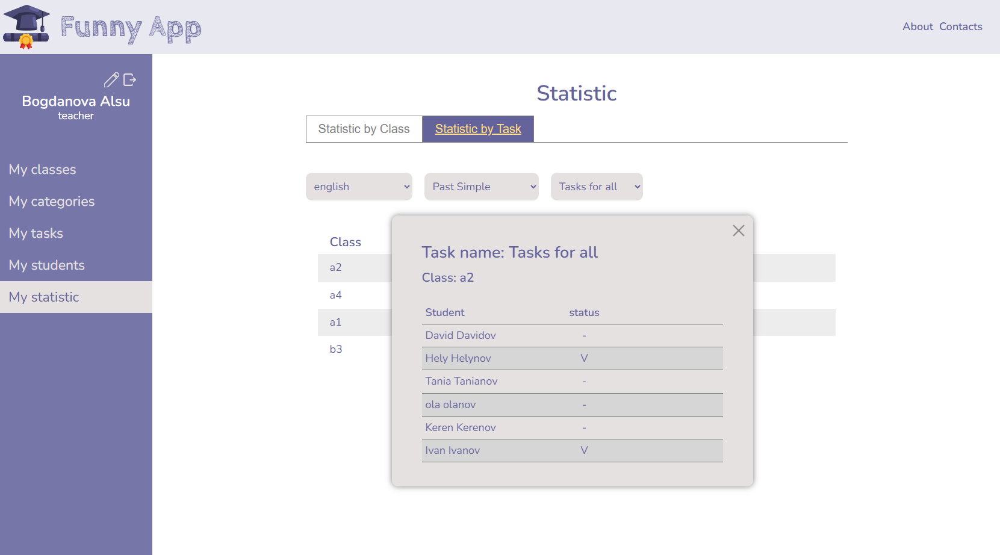 Funny App
About Contacts
Bogdanova Alsu
teacher
My classes
My categories
My tasks
My students
My statistic
Statistic
Statistic by Class Statistic by Task
english Past Simple Tasks for all
Class
a2
a4
a1
b3
Task name: Tasks for all
Class: a2
Student status
David Davidov -
Hely Helynov V
Tania Tanianov -
ola olanov -
Keren Kerenov -
Ivan Ivanov V